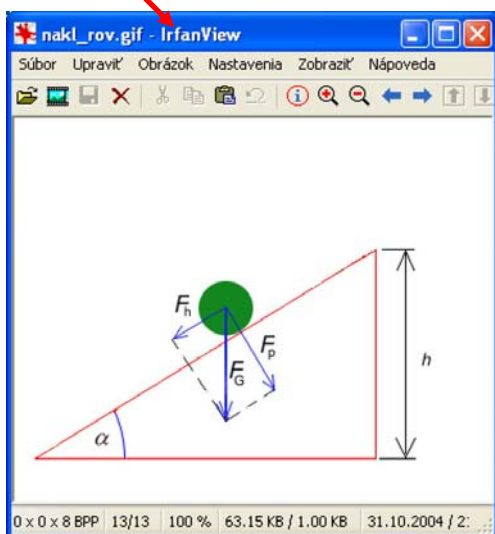 nakl_rov.gif - IrfanView
Súbor Upraviť Obrázok Nastavenia Zobraziť Nápoveda
Fh
Fp
FG
h
α
0 x 0 x 8 BPP 13/13 100 % 63.15 KB / 1.00 KB 31.10.2004 / 2: